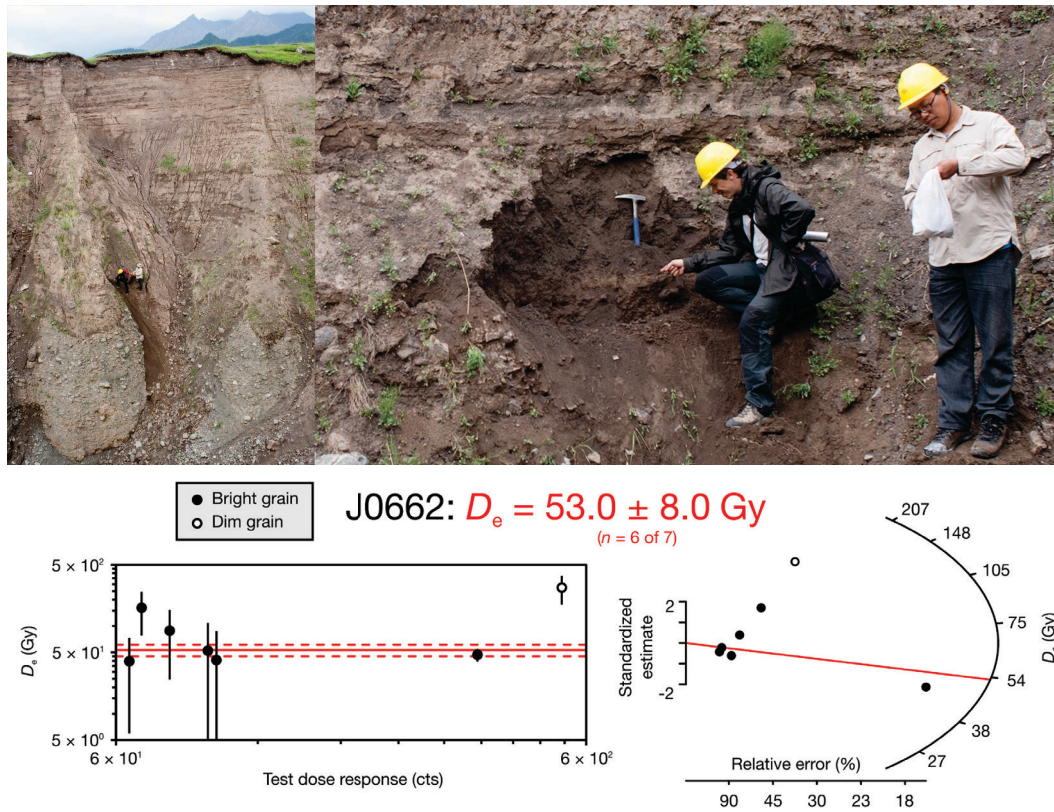 Bright grain
Dim grain
J0662: Dₑ = 53.0 ± 8.0 Gy
(n = 6 of 7)
5 × 10²
5 × 10¹
5 × 10⁰
Dₑ (Gy)
6 × 10¹
6 × 10²
Test dose response (cts)
2
-2
Standardized
estimate
207
148
105
75
54
38
27
Relative error (%)
90
45
30
23
18